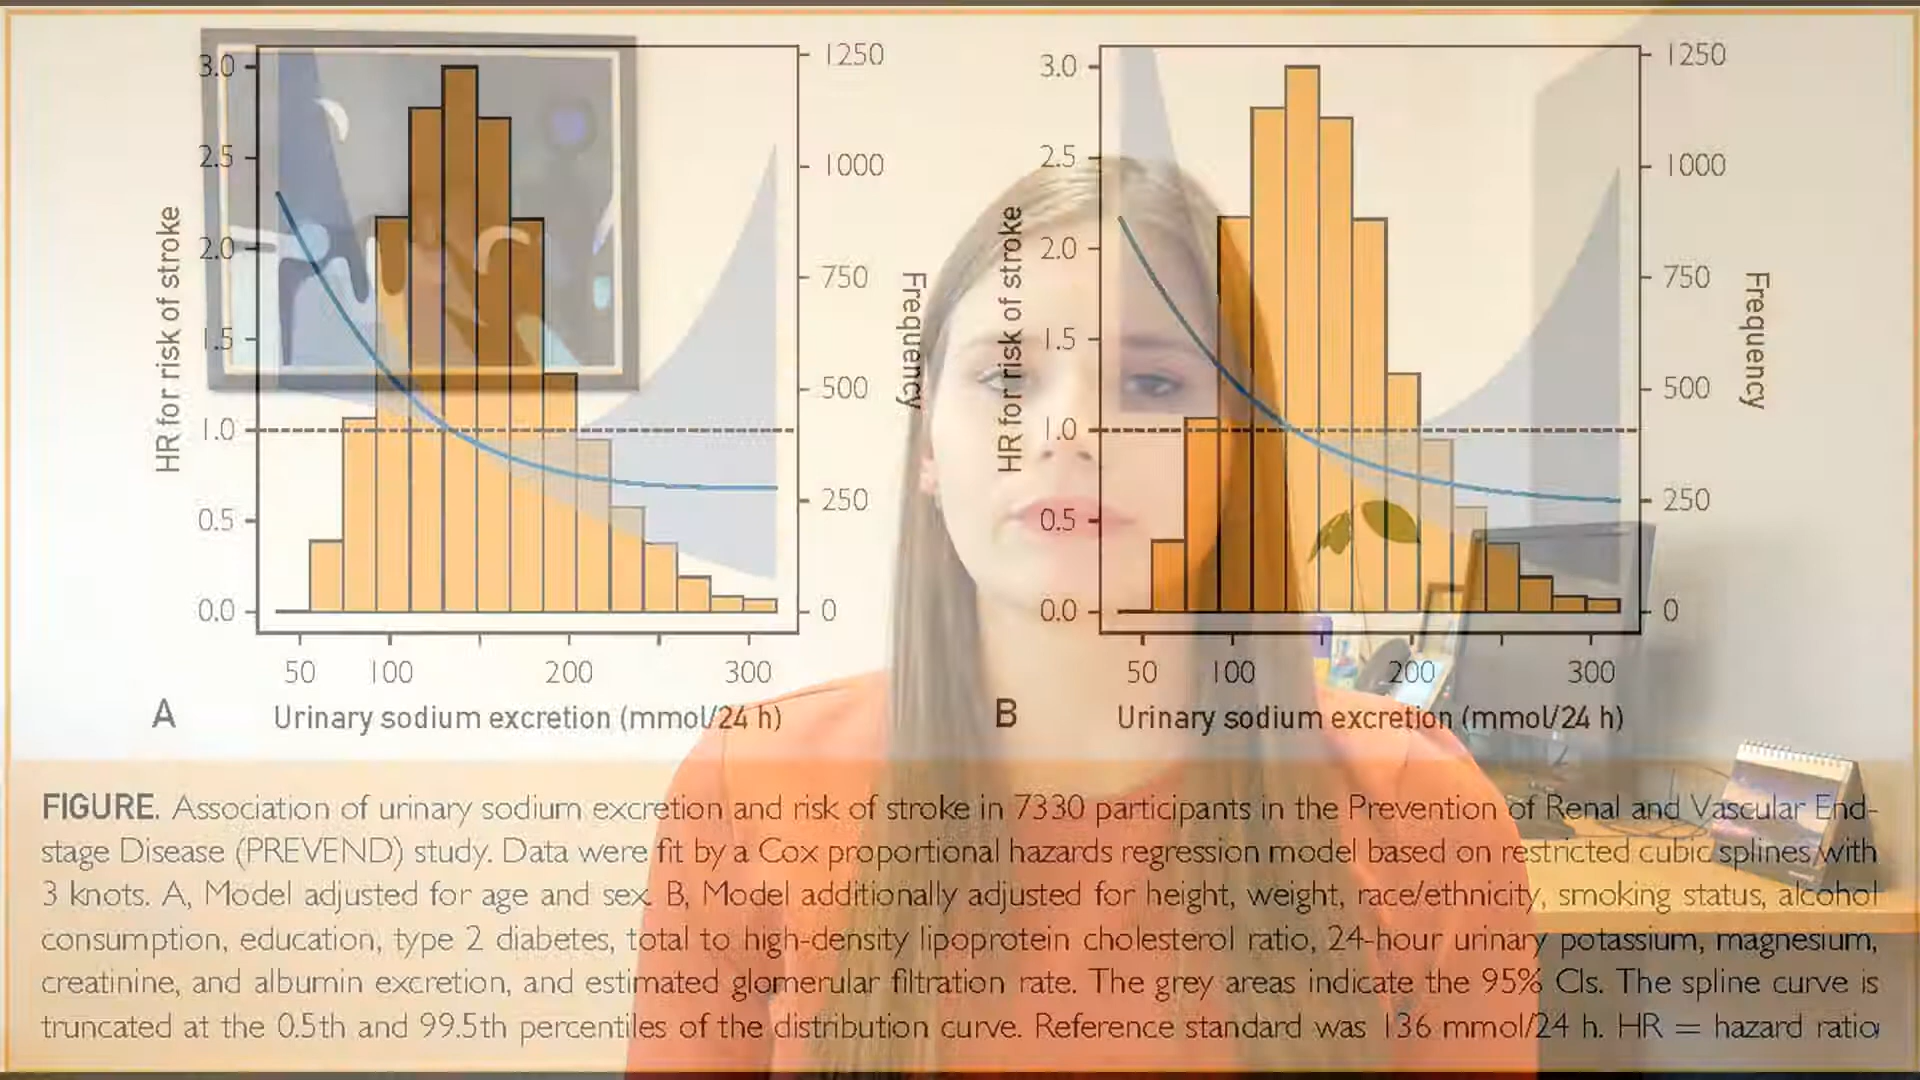 3.0
2.5
2.0
1.5
1.0
0.5
0.0
HR for risk of stroke
1250
1000
750
500
250
0
Frequency
50 100 200 300
A Urinary sodium excretion (mmol/24 h)
3.0
2.5
2.0
1.5
1.0
0.5
0.0
HR for risk of stroke
1250
1000
750
500
250
0
Frequency
50 100 200 300
B Urinary sodium excretion (mmol/24 h)
FIGURE. Association of urinary sodium excretion and risk of stroke in 7330 participants in the Prevention of Renal and Vascular End-
stage Disease (PREVEND) study. Data were fit by a Cox proportional hazards regression model based on restricted cubic splines with
3 knots. A, Model adjusted for age and sex. B, Model additionally adjusted for height, weight, race/ethnicity, smoking status, alcohol
consumption, education, type 2 diabetes, total to high-density lipoprotein cholesterol ratio, 24-hour urinary potassium, magnesium,
creatinine, and albumin excretion, and estimated glomerular filtration rate. The grey areas indicate the 95% CIs. The spline curve is
truncated at the 0.5th and 99.5th percentiles of the distribution curve. Reference standard was 136 mmol/24 h. HR = hazard ratio